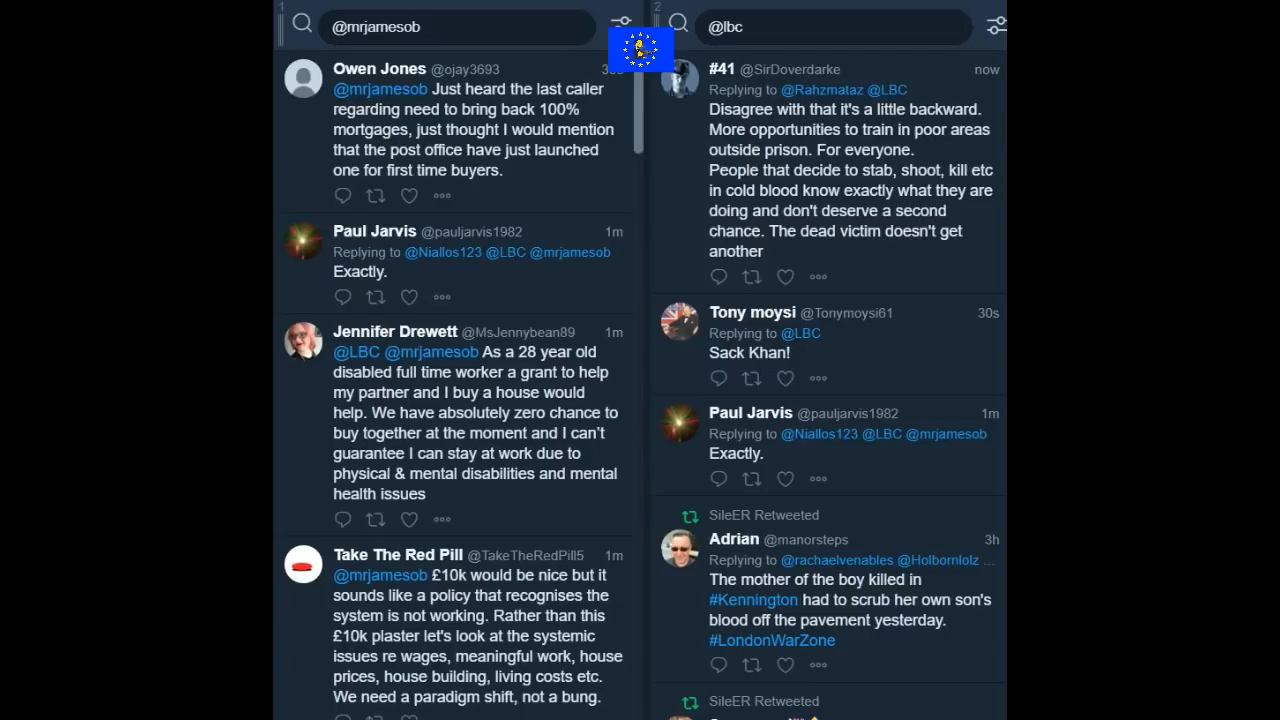 1
@mrjamesob
Owen Jones @ojay3693
@mrjamesob Just heard the last caller
regarding need to bring back 100%
mortgages, just thought I would mention
that the post office have just launched
one for first time buyers.
Paul Jarvis @pauljarvis1982 1m
Replying to @Niallos123 @LBC @mrjamesob
Exactly.
Jennifer Drewett @MsJennybean89 1m
@LBC @mrjamesob As a 28 year old
disabled full time worker a grant to help
my partner and I buy a house would
help. We have absolutely zero chance to
buy together at the moment and I can't
guarantee I can stay at work due to
physical & mental disabilities and mental
health issues
Take The Red Pill @TakeTheRedPill5 1m
@mrjamesob £10k would be nice but it
sounds like a policy that recognises the
system is not working. Rather than this
£10k plaster let's look at the systemic
issues re wages, meaningful work, house
prices, house building, living costs etc.
We need a paradigm shift, not a bung.
2
@lbc
#41 @SirDoverdarke now
Replying to @Rahzmataz @LBC
Disagree with that it's a little backward.
More opportunities to train in poor areas
outside prison. For everyone.
People that decide to stab, shoot, kill etc
in cold blood know exactly what they are
doing and don't deserve a second
chance. The dead victim doesn't get
another
Tony moysi @Tonymoysi61 30s
Replying to @LBC
Sack Khan!
Paul Jarvis @pauljarvis1982 1m
Replying to @Niallos123 @LBC @mrjamesob
Exactly.
SileER Retweeted
Adrian @manorsteps 3h
Replying to @rachaelvenables @Holbornlolz ...
The mother of the boy killed in
#Kennington had to scrub her own son's
blood off the pavement yesterday.
#LondonWarZone
SileER Retweeted